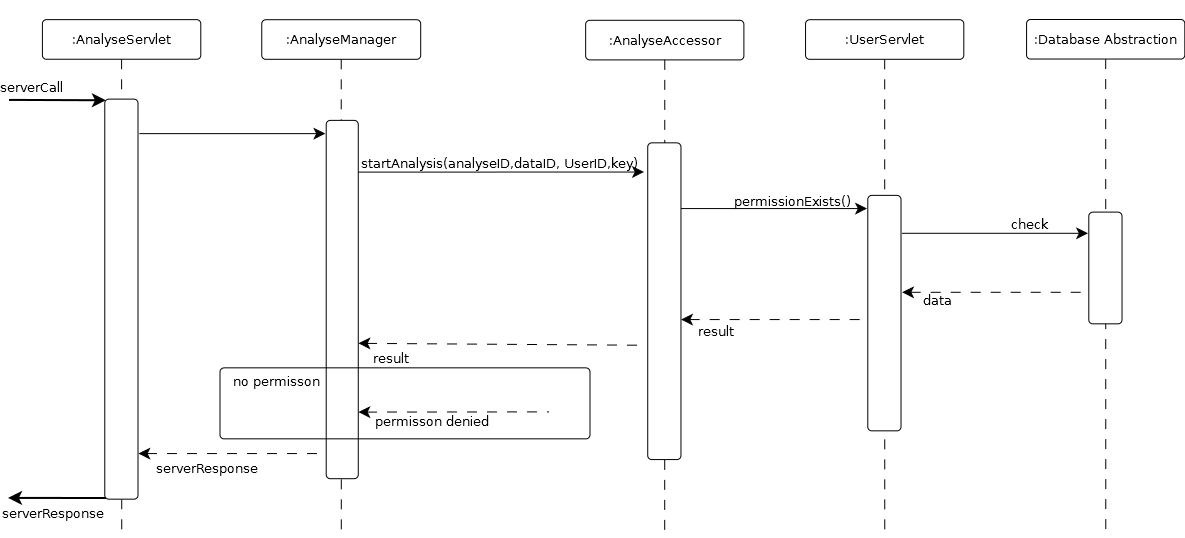 :AnalyseServlet
:AnalyseManager
:AnalyseAccessor
:UserServlet
:Database Abstraction
serverCall
startAnalysis(analyseID,dataID, UserID,key)
permissionExists()
check
data
result
result
no permisson
permisson denied
serverResponse
serverResponse